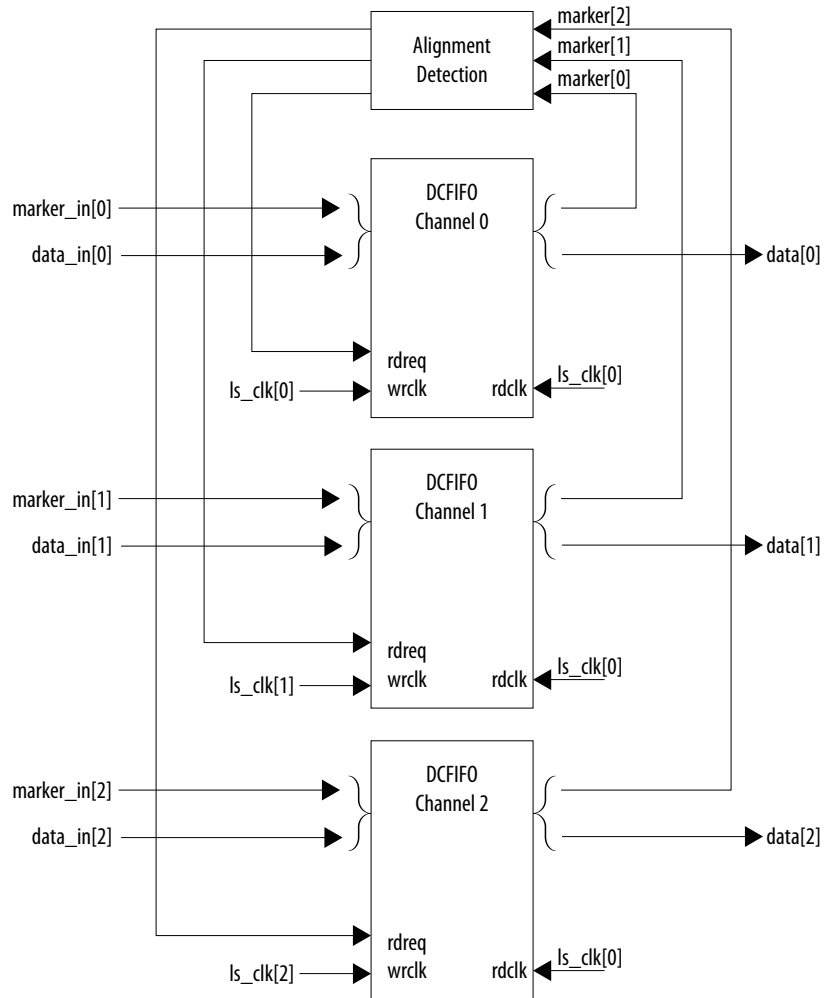 marker[2]
Alignment
Detection
marker[1]
marker[0]
DCFIFO
Channel 0
marker_in[0]
data_in[0]
data[0]
rdreq
ls_clk[0]
wrclk
rdclk
ls_clk[0]
DCFIFO
Channel 1
marker_in[1]
data_in[1]
data[1]
rdreq
ls_clk[1]
wrclk
rdclk
ls_clk[0]
DCFIFO
Channel 2
marker_in[2]
data_in[2]
data[2]
rdreq
ls_clk[2]
wrclk
rdclk
ls_clk[0]